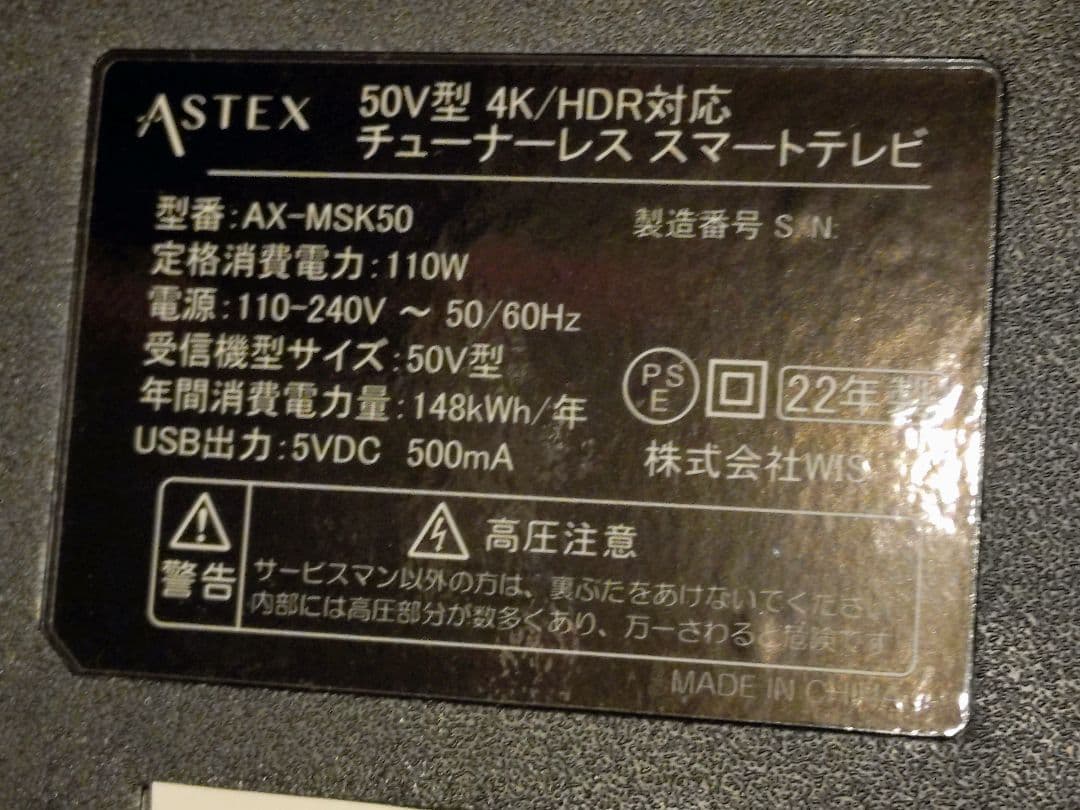 ASTEX
50V型 4K/HDR対応
チューナーレス スマートテレビ
型番:AX-MSK50
製造番号 S/N:
定格消費電力:110W
電源:110-240V ～ 50/60Hz
受信機型サイズ:50V型
年間消費電力量:148kWh/年
PSE
22年製
USB出力:5VDC 500mA
株式会社WIS
警告
高圧注意
サービスマン以外の方は、裏ぶたをあけないでください
内部には高圧部分が数多くあり、万一さわると危険です
MADE IN CHINA